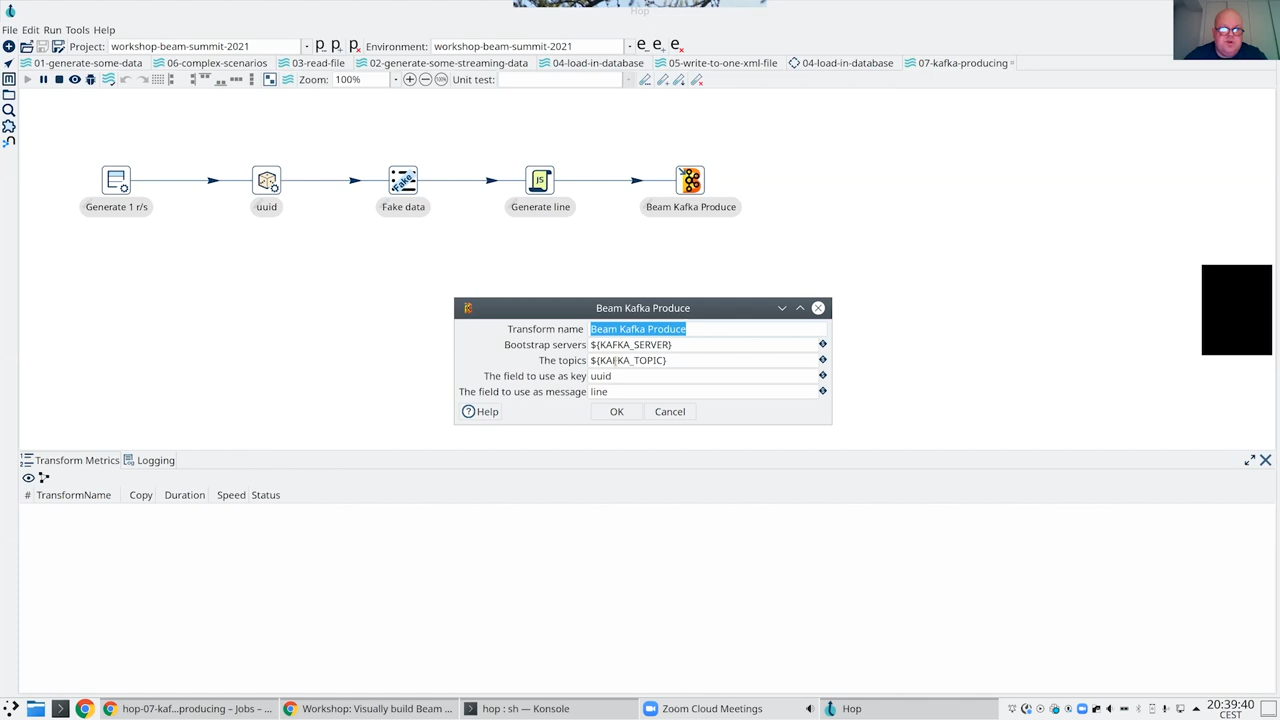 Hop
File Edit Run Tools Help
Project: workshop-beam-summit-2021 Environment: workshop-beam-summit-2021
01-generate-some-data 06-complex-scenarios 03-read-file 02-generate-some-streaming-data 04-load-in-database 05-write-to-one-xml-file 04-load-in-database 07-kafka-producing
Zoom: 100% Unit test:
Fake JS
Generate 1 r/s uuid Fake data Generate line Beam Kafka Produce
Beam Kafka Produce
Transform name Beam Kafka Produce
Bootstrap servers ${KAFKA_SERVER}
The topics ${KAFKA_TOPIC}
The field to use as key uuid
The field to use as message line
Help OK Cancel
Transform Metrics Logging
# TransformName Copy Duration Speed Status
hop-07-kaf...producing – Jobs – ... Workshop: Visually build Beam ... hop : sh — Konsole Zoom Cloud Meetings Hop 20:39:40
CEST